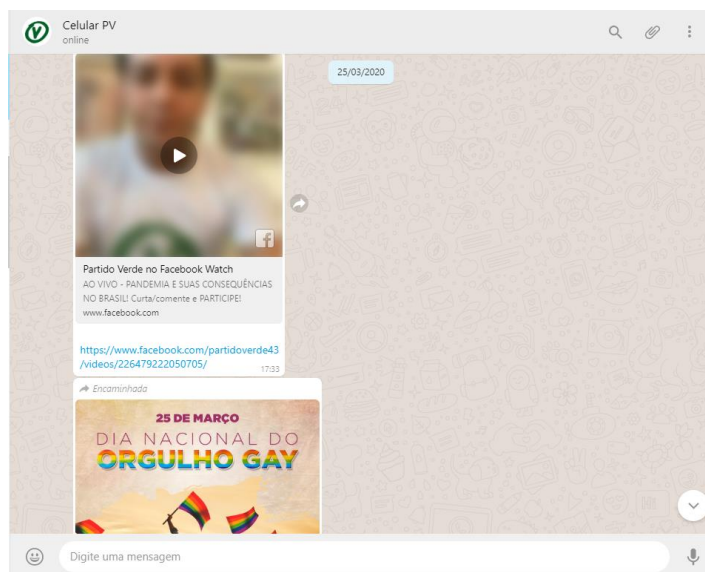 Celular PV
online
25/03/2020
Partido Verde no Facebook Watch
AO VIVO - PANDEMIA E SUAS CONSEQUÊNCIAS
NO BRASIL! Curta/comente e PARTICIPE!
www.facebook.com
https://www.facebook.com/partidoverde43
/videos/226479222050705/
17:33
Encaminhada
25 DE MARÇO
DIA NACIONAL DO
ORGULHO GAY
Digite uma mensagem